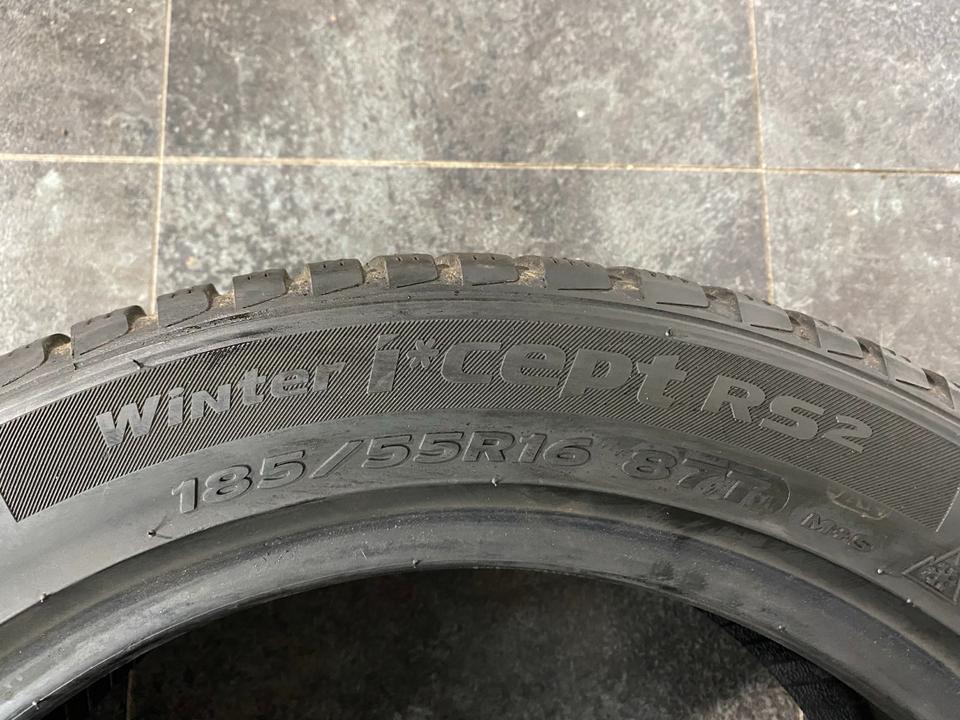 Winter i*cept RS2
185/55R16 87T
M+S